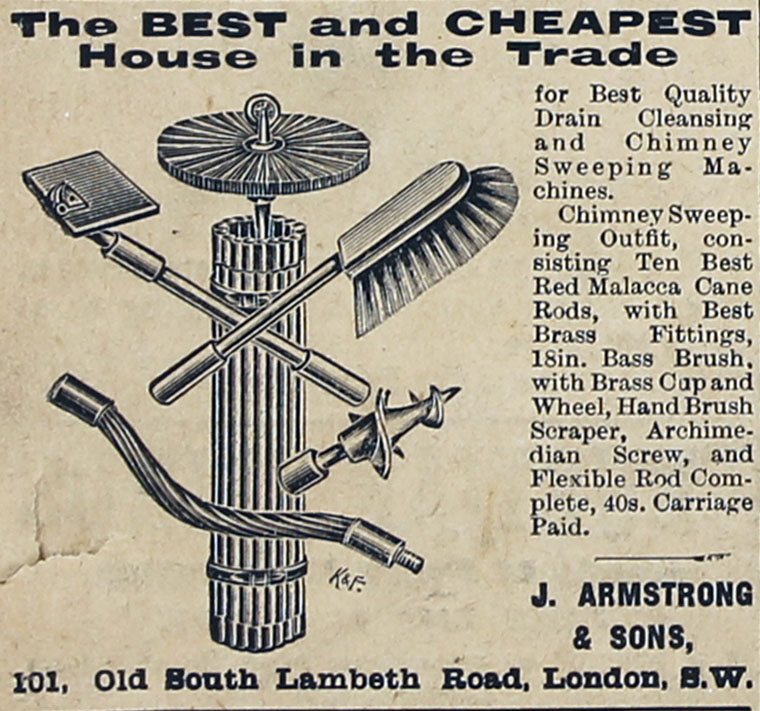 The BEST and CHEAPEST
House in the Trade
for Best Quality
Drain Cleansing
and Chimney
Sweeping Ma-
chines.
Chimney Sweep-
ing Outfit, con-
sisting Ten Best
Red Malacca Cane
Rods, with Best
Brass Fittings,
18in. Bass Brush,
with Brass Cap and
Wheel, Hand Brush
Scraper, Archime-
dian Screw, and
Flexible Rod Com-
plete, 40s. Carriage
Paid.
K & F.
J. ARMSTRONG
& SONS,
101, Old South Lambeth Road, London, S.W.